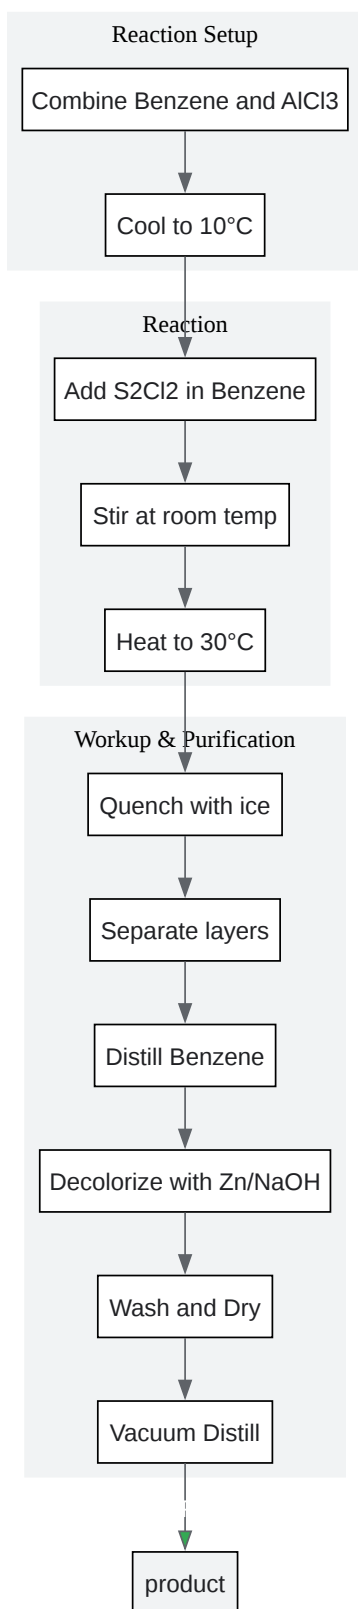 Reaction Setup
Combine Benzene and AlCl3
Cool to 10°C
Reaction
Add S2Cl2 in Benzene
Stir at room temp
Heat to 30°C
Workup & Purification
Quench with ice
Separate layers
Distill Benzene
Decolorize with Zn/NaOH
Wash and Dry
Vacuum Distill
product